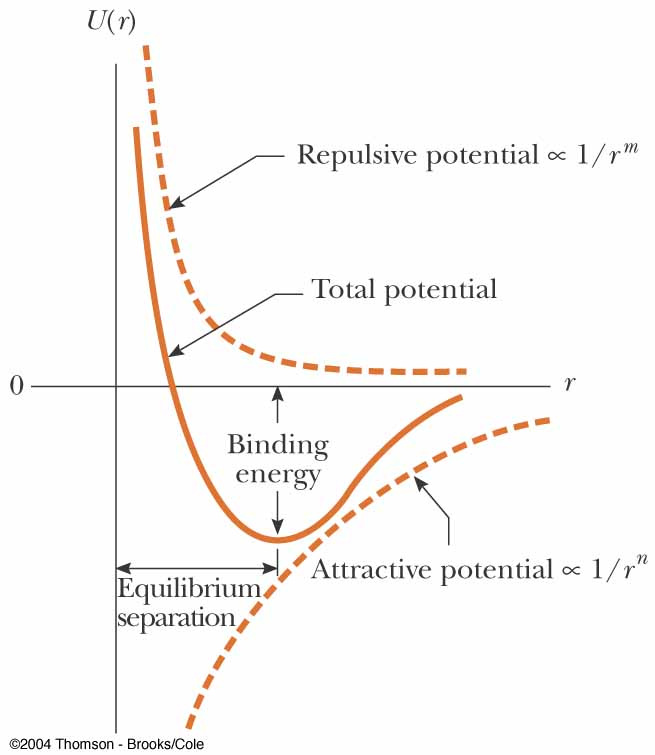 U(r)
Repulsive potential ∝ 1/r^m
Total potential
0
r
Binding
energy
Attractive potential ∝ 1/r^n
Equilibrium
separation
©2004 Thomson - Brooks/Cole